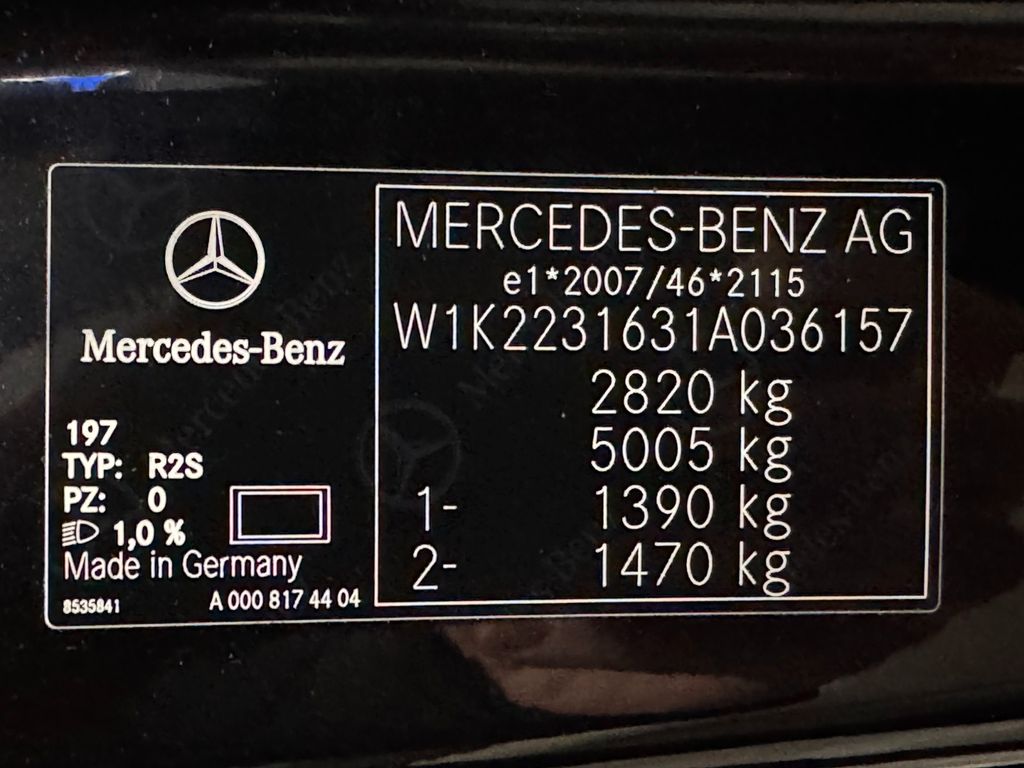 Mercedes-Benz
197
TYP: R2S
PZ: 0
1,0 %
Made in Germany
8535841
A 000 817 44 04
MERCEDES-BENZ AG
e1*2007/46*2115
W1K2231631A036157
2820 kg
5005 kg
1- 1390 kg
2- 1470 kg